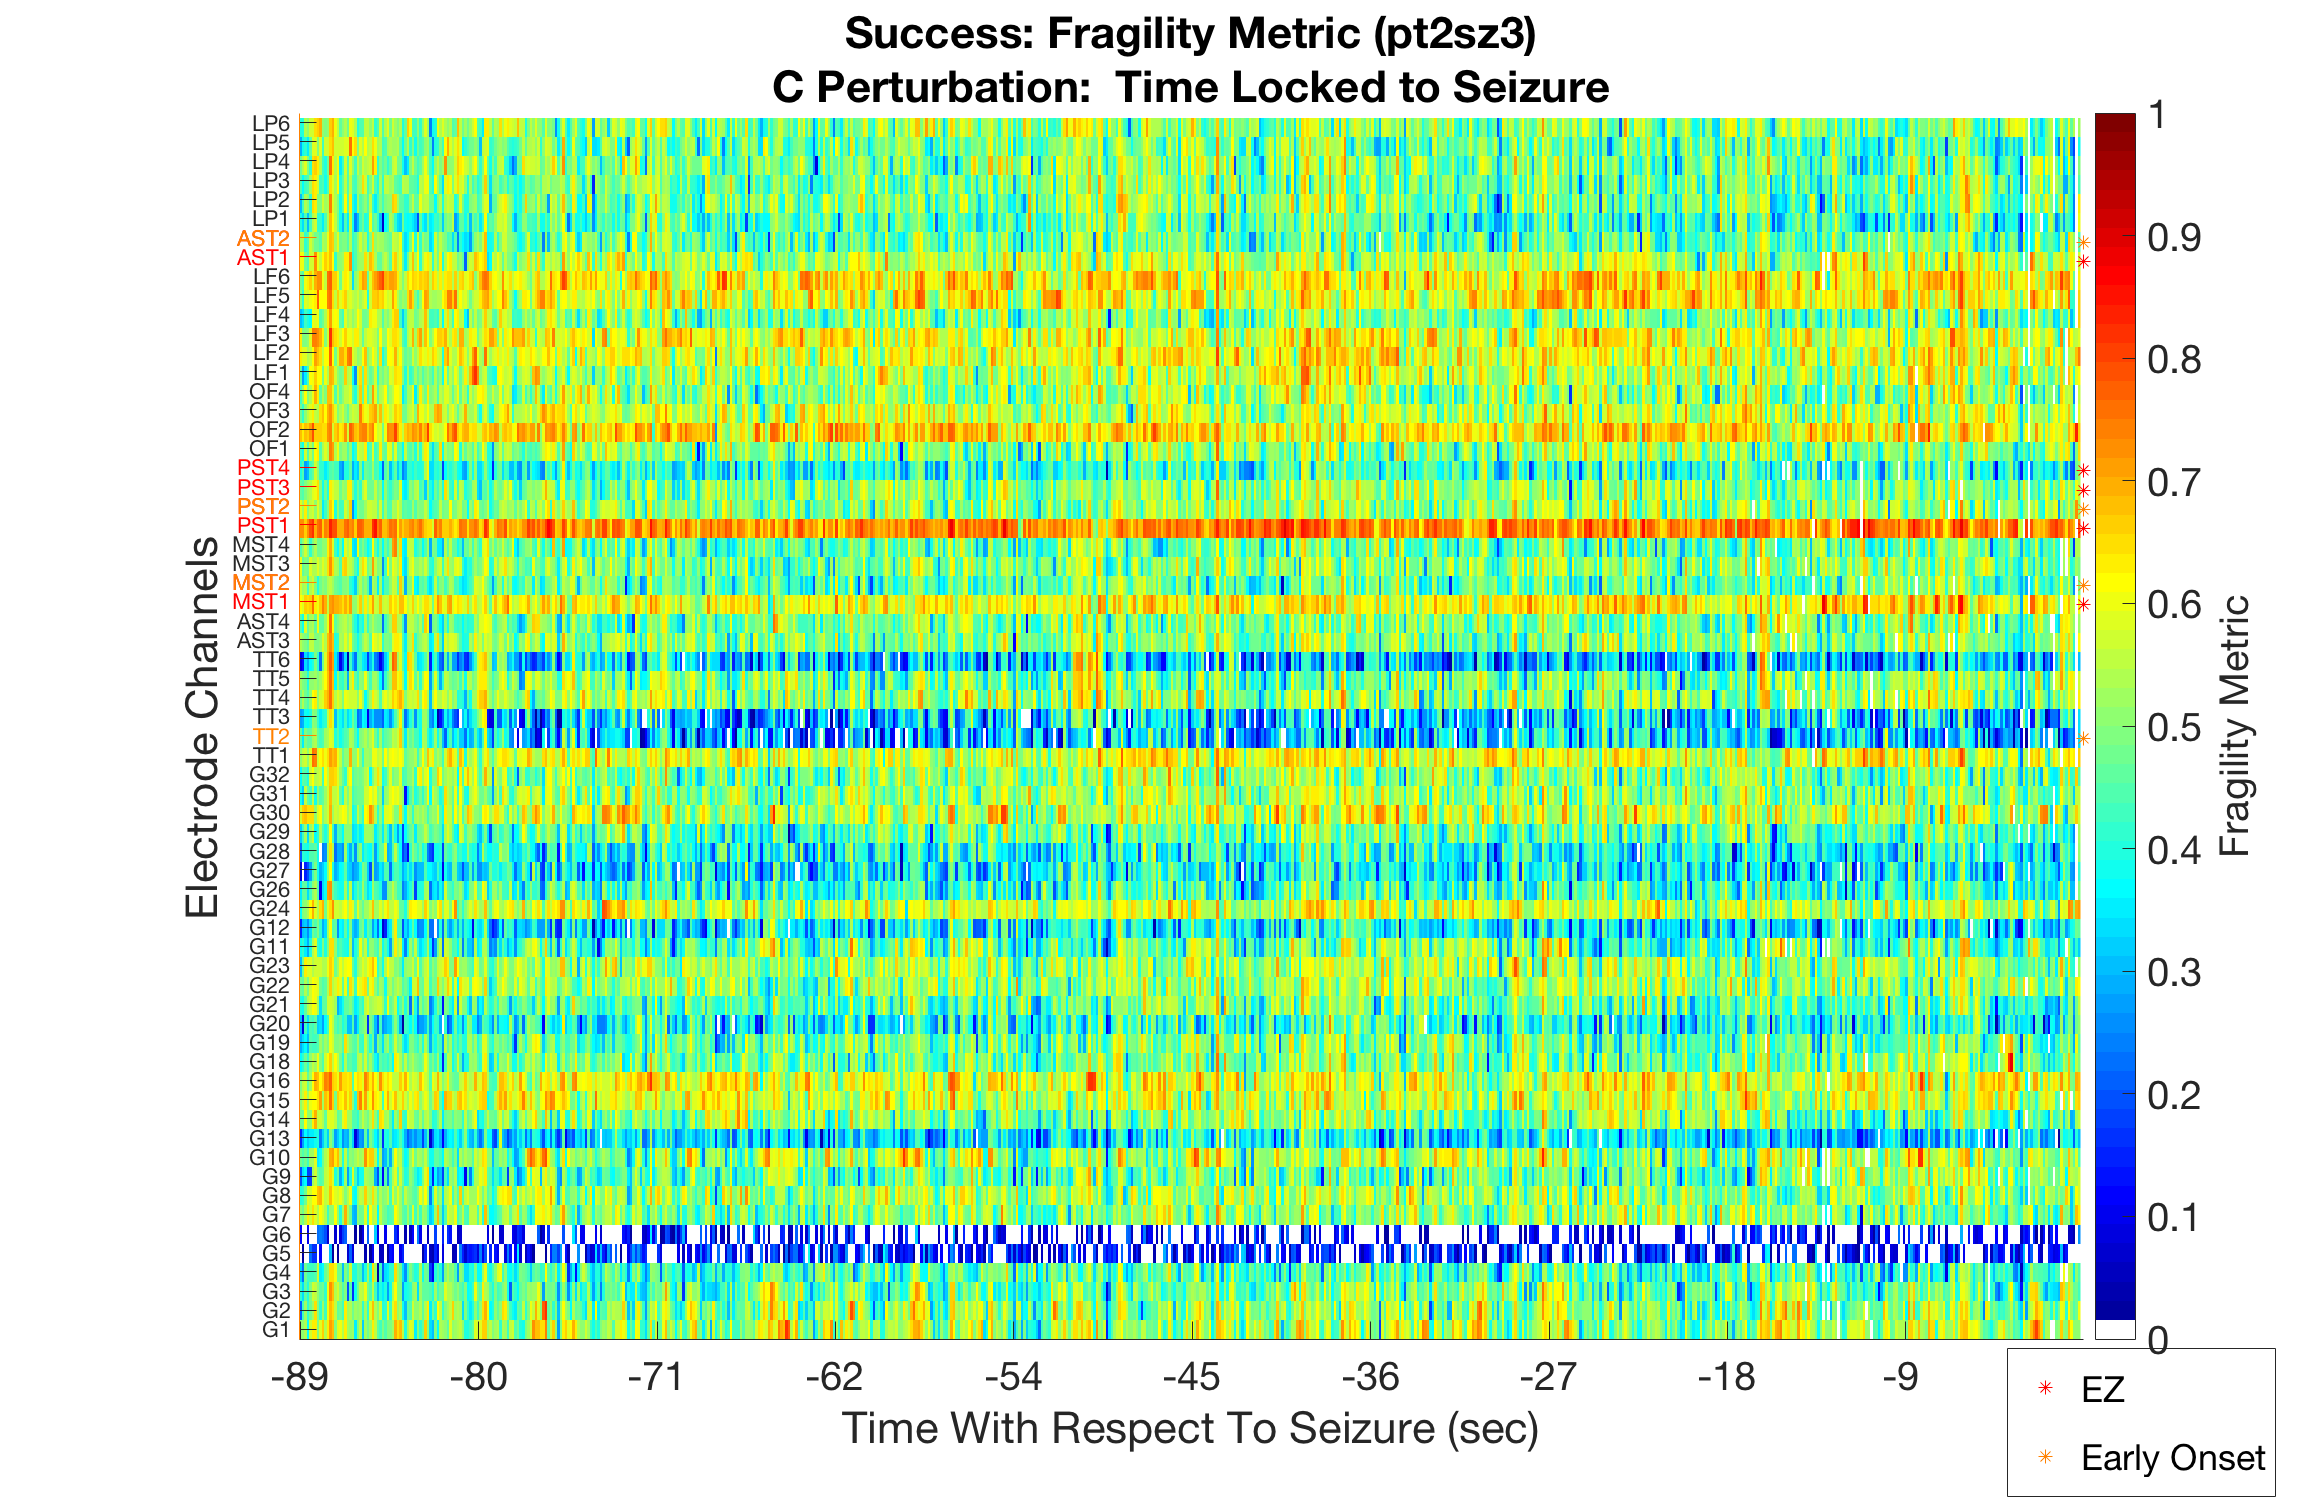 Success: Fragility Metric (pt2sz3)
C Perturbation: Time Locked to Seizure
Electrode Channels
LP6
LP5
LP4
LP3
LP2
LP1
AST2
AST1
LF6
LF5
LF4
LF3
LF2
LF1
OF4
OF3
OF2
OF1
PST4
PST3
PST2
PST1
MST4
MST3
MST2
MST1
AST4
AST3
TT6
TT5
TT4
TT3
TT2
TT1
G32
G31
G30
G29
G28
G27
G26
G24
G12
G11
G23
G22
G21
G20
G19
G18
G16
G15
G14
G13
G10
G9
G8
G7
G6
G5
G4
G3
G2
G1
-89 -80 -71 -62 -54 -45 -36 -27 -18 -9
Time With Respect To Seizure (sec)
1
0.9
0.8
0.7
0.6
0.5
0.4
0.3
0.2
0.1
0
Fragility Metric
EZ
Early Onset